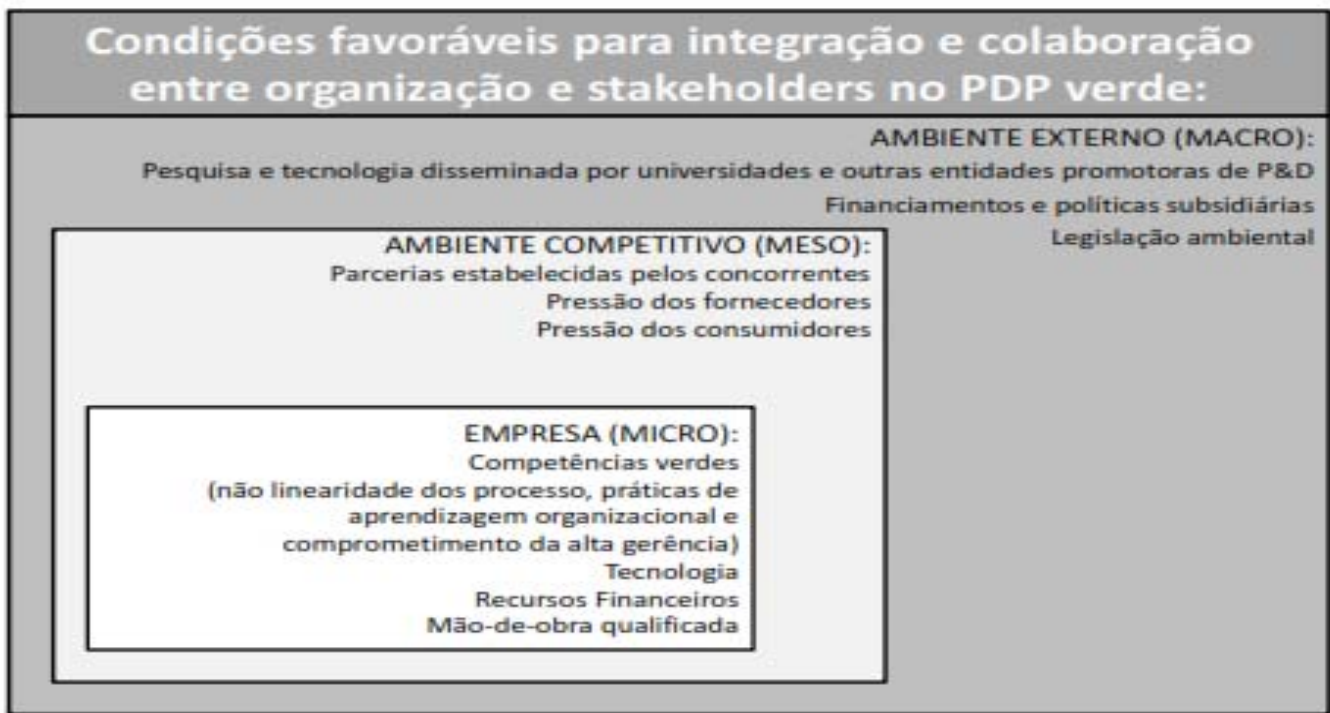 Condições favoráveis para integração e colaboração
entre organização e stakeholders no PDP verde:
AMBIENTE EXTERNO (MACRO):
Pesquisa e tecnologia disseminada por universidades e outras entidades promotoras de P&D
Financiamentos e políticas subsidiárias
Legislação ambiental
AMBIENTE COMPETITIVO (MESO):
Parcerias estabelecidas pelos concorrentes
Pressão dos fornecedores
Pressão dos consumidores
EMPRESA (MICRO):
Competências verdes
(não linearidade dos processo, práticas de
aprendizagem organizacional e
comprometimento da alta gerência)
Tecnologia
Recursos Financeiros
Mão-de-obra qualificada